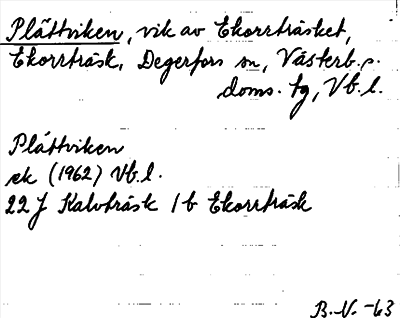 Plåttviken, vik av Ekorrträsket,
Ekorrträsk, Degerfors sn, Västerb. s.
doms. tg, Vb. l.
Plåttviken
ek (1962) Vb. l.
22 J Kalvträsk 1 b Ekorrträsk
B. N. -63